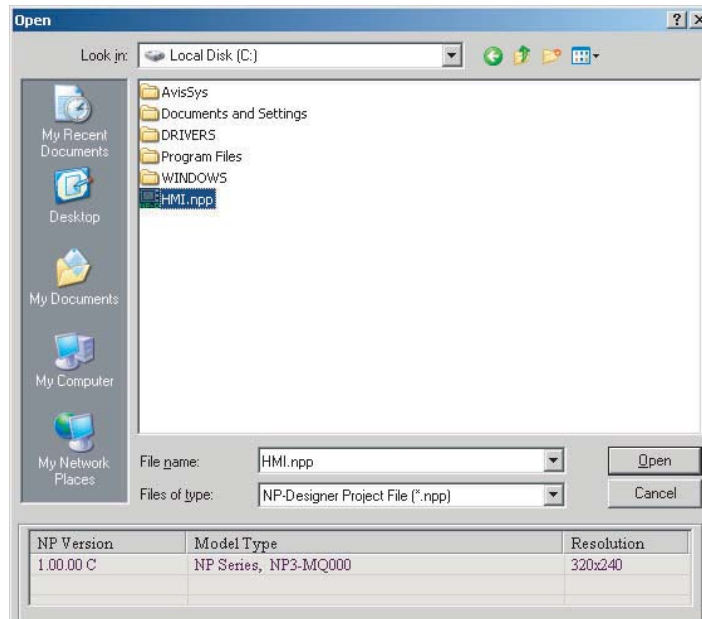 Open
Look in: Local Disk (C:)
My Recent Documents
Desktop
My Documents
My Computer
My Network Places
AvisSys
Documents and Settings
DRIVERS
Program Files
WINDOWS
HMI.npp
File name: HMI.npp Open
Files of type: NP-Designer Project File (*.npp) Cancel
NP Version Model Type Resolution
1.00.00 C NP Series, NP3-MQ000 320x240